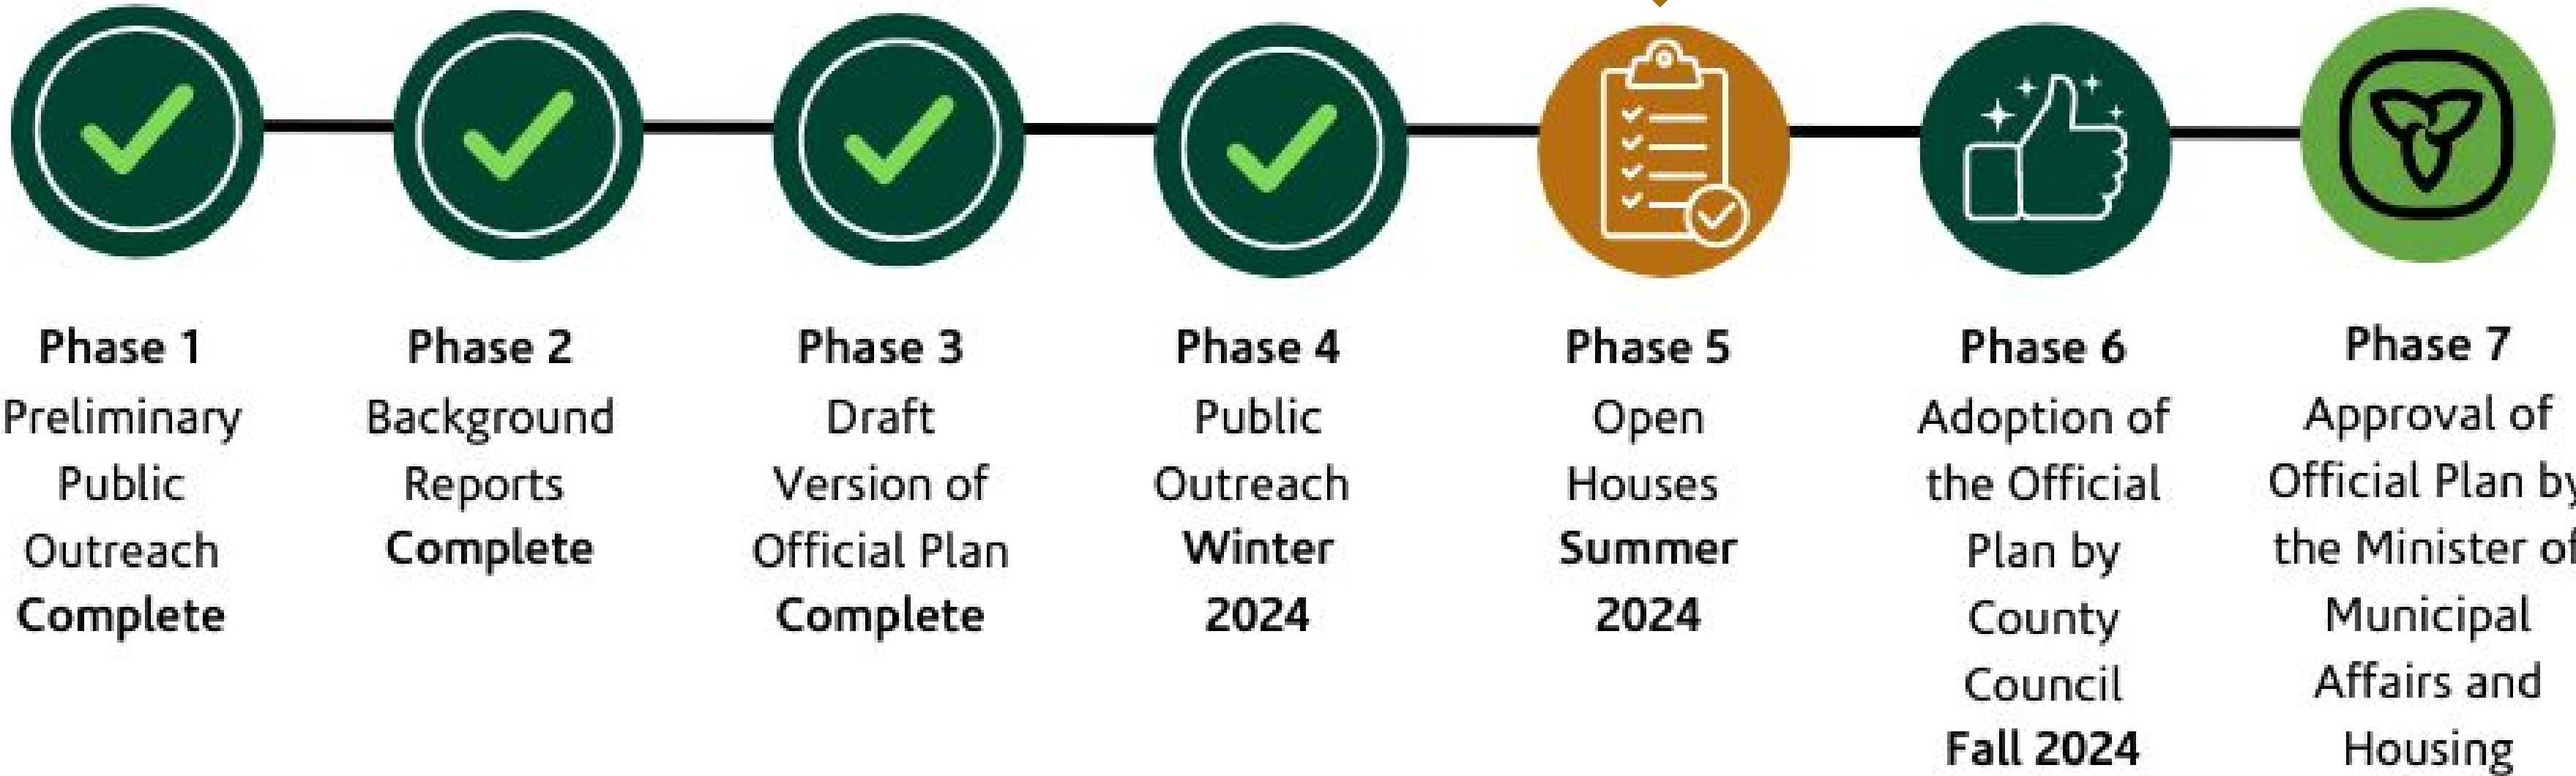 Phase 1
Preliminary
Public
Outreach
Complete
Phase 2
Background
Reports
Complete
Phase 3
Draft
Version of
Official Plan
Complete
Phase 4
Public
Outreach
Winter
2024
Phase 5
Open
Houses
Summer
2024
Phase 6
Adoption of
the Official
Plan by
County
Council
Fall 2024
Phase 7
Approval of
Official Plan by
the Minister of
Municipal
Affairs and
Housing